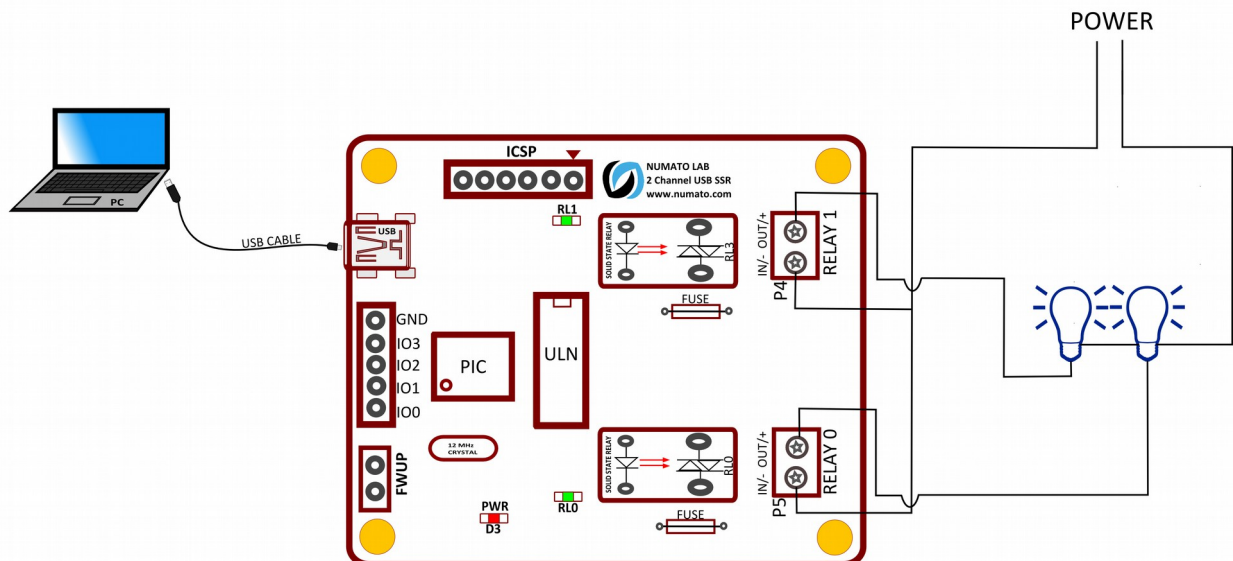 POWER
PC
USB CABLE
ICSP
NUMATO LAB
2 Channel USB SSR
www.numato.com
RL1
USB
SOLID STATE RELAY
RL3
IN/- OUT/+
RELAY 1
P4
FUSE
GND
IO3
IO2
IO1
IO0
PIC
ULN
12 MHz
CRYSTAL
FWUP
SOLID STATE RELAY
RL0
IN/- OUT/+
RELAY 0
P5
PWR
D3
RL0
FUSE